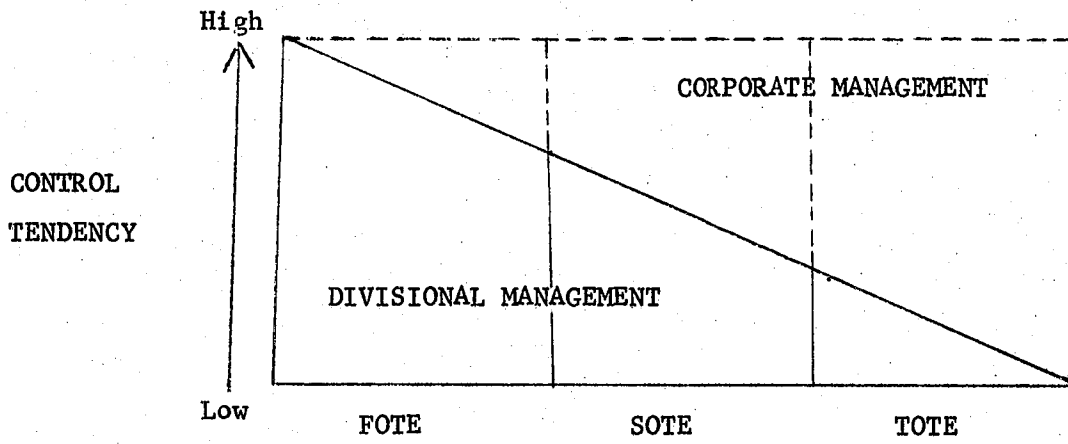 High
CORPORATE MANAGEMENT
CONTROL
TENDENCY
DIVISIONAL MANAGEMENT
Low
FOTE SOTE TOTE